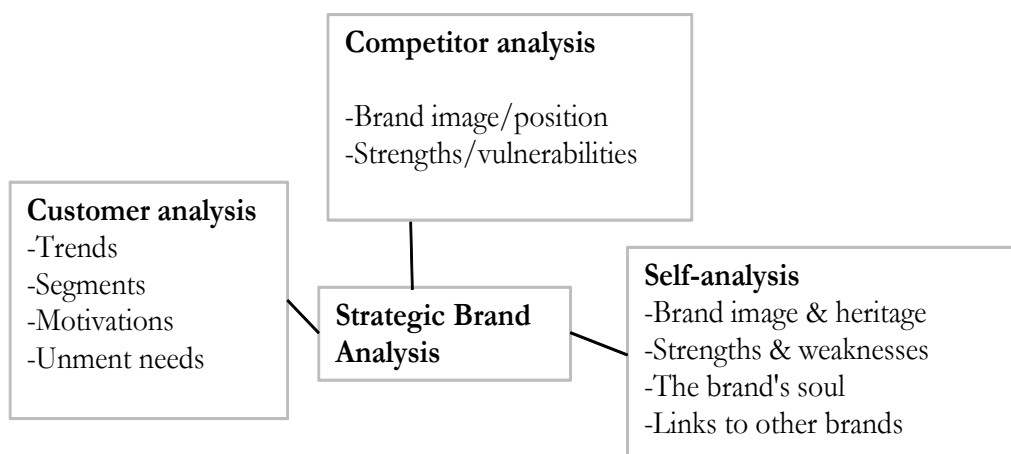 Competitor analysis
-Brand image/position
-Strengths/vulnerabilities
Customer analysis
-Trends
-Segments
-Motivations
-Unment needs
Strategic Brand
Analysis
Self-analysis
-Brand image & heritage
-Strengths & weaknesses
-The brand's soul
-Links to other brands